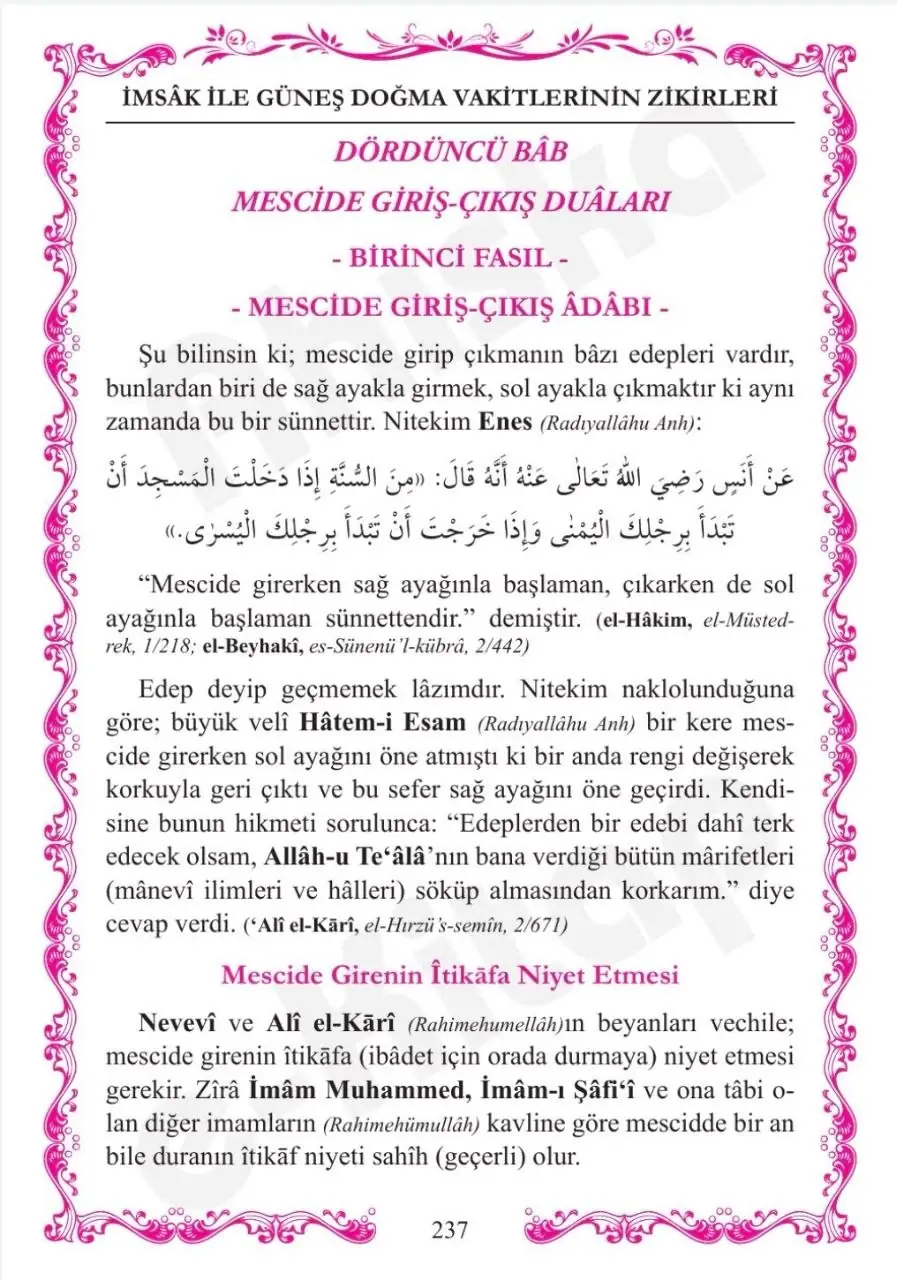 İMSÂK İLE GÜNEŞ DOĞMA VAKİTLERİNİN ZİKİRLERİ
DÖRDÜNCÜ BÂB
MESCİDE GİRİŞ-ÇIKIŞ DUÂLARI
- BİRİNCİ FASIL -
- MESCİDE GİRİŞ-ÇIKIŞ ÂDÂBI -
Şu bilinsin ki; mescide girip çıkmanın bâzı edepleri vardır,
bunlardan biri de sağ ayakla girmek, sol ayakla çıkmaktır ki aynı
zamanda bu bir sünnettir. Nitekim Enes (Radıyallâhu Anh):
عَنْ أَنَسٍ رَضِيَ اللهُ تَعَالٰى عَنْهُ أَنَّهُ قَالَ: «مِنَ السُّنَّةِ إِذَا دَخَلْتَ الْمَسْجِدَ أَنْ
تَبْدَأَ بِرِجْلِكَ الْيُمْنٰى وَإِذَا خَرَجْتَ أَنْ تَبْدَأَ بِرِجْلِكَ الْيُسْرٰى.»
“Mescide girerken sağ ayağınla başlaman, çıkarken de sol
ayağınla başlaman sünnettendir.” demiştir. (el-Hâkim, el-Müsted-
rek, 1/218; el-Beyhakî, es-Sünenü’l-kübrâ, 2/442)
Edep deyip geçmemek lâzımdır. Nitekim naklolunduğuna
göre; büyük velî Hâtem-i Esam (Radıyallâhu Anh) bir kere mes-
cide girerken sol ayağını öne atmıştı ki bir anda rengi değişerek
korkuyla geri çıktı ve bu sefer sağ ayağını öne geçirdi. Kendi-
sine bunun hikmeti sorulunca: “Edeplerden bir edebi dahî terk
edecek olsam, Allâh-u Te‘âlâ’nın bana verdiği bütün mârifetleri
(mânevî ilimleri ve hâlleri) söküp almasından korkarım.” diye
cevap verdi. (‘Alî el-Kārî, el-Hırzü’s-semîn, 2/671)
Mescide Girenin Îtikāfa Niyet Etmesi
Nevevî ve Alî el-Kārî (Rahimehumellâh)ın beyanları vechile;
mescide girenin îtikāfa (ibâdet için orada durmaya) niyet etmesi
gerekir. Zîrâ İmâm Muhammed, İmâm-ı Şâfi‘î ve ona tâbi o-
lan diğer imamların (Rahimehümullâh) kavline göre mescidde bir an
bile duranın îtikāf niyeti sahîh (geçerli) olur.
237
Ahıska
e-Kitap